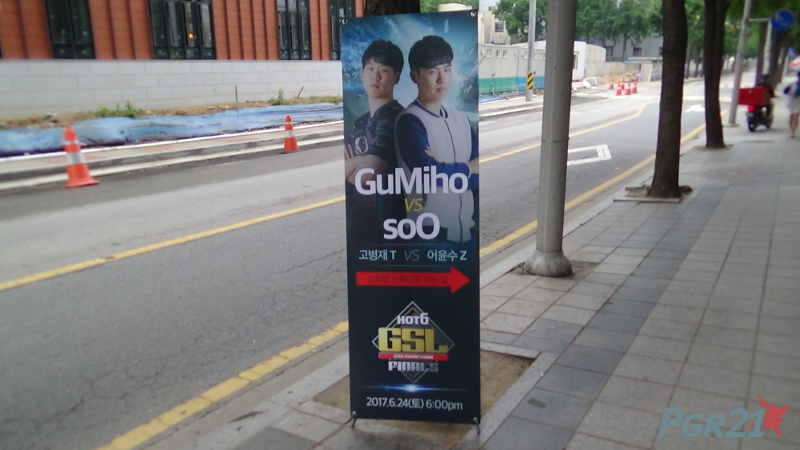 GuMiho
VS
soO
고병재 T VS 어윤수 Z
HOT6
GSL
FINALS
2017.6.24(토) 6:00pm
PGR21